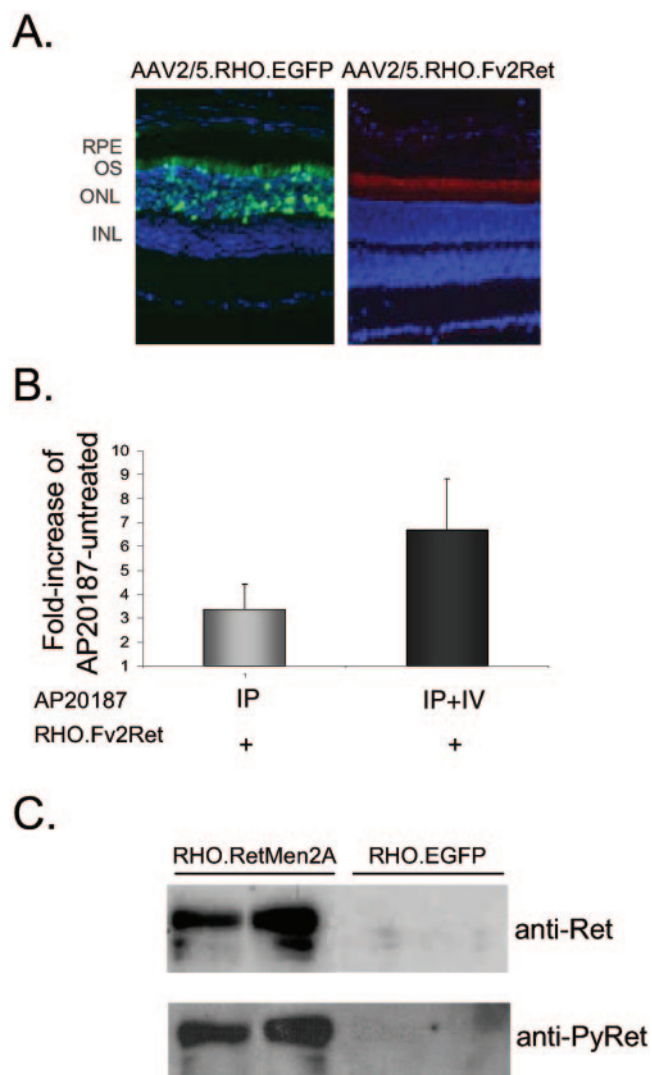 A.
AAV2/5.RHO.EGFP AAV2/5.RHO.Fv2Ret
RPE
OS
ONL
INL
B.
Fold-increase of
AP20187-untreated
10
9
8
7
6
5
4
3
2
1
AP20187 IP IP+IV
RHO.Fv2Ret + +
C.
RHO.RetMen2A RHO.EGFP
anti-Ret
anti-PyRet